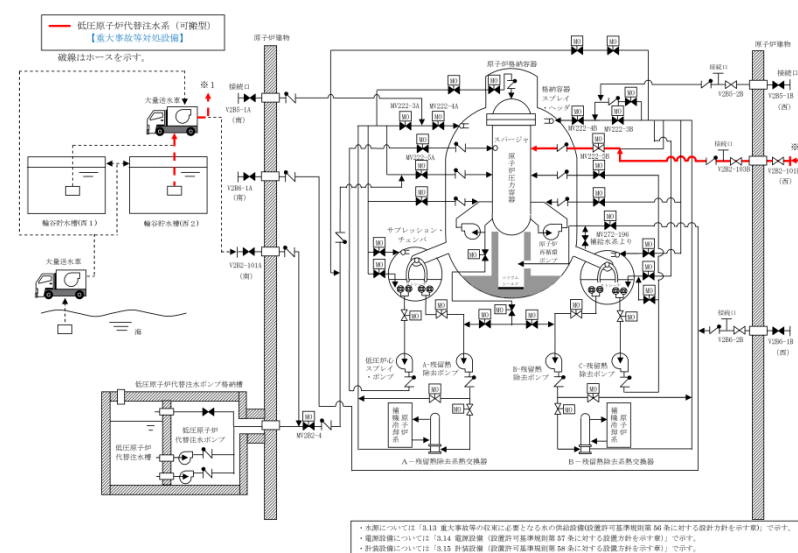 低圧原子炉代替注水系（可搬型）
【重大事故等対処設備】
破線はホースを示す。
原子炉建物
原子炉建物
※1
接続口
V2B5-1A
(南)
大量送水車
輪谷貯水槽(西1)
輪谷貯水槽(西2)
V2B6-1A
(南)
V2B2-101A
(南)
大量送水車
海
原子炉格納容器
格納容器
スプレイ・
ヘッダ
MV222-3A
MV222-4A
MV222-5A
スパージャ
原子炉圧力容器
MV222-4B
MV222-3B
MV222-5B
接続口
V2B5-2B
接続口
V2B5-1B
(西)
接続口
V2B2-103B
V2B2-101B
(西)
サプレッション・
チェンバ
原子炉
再循環
ポンプ
MV272-196
補給水系より
接続口
V2B6-2B
V2B6-1B
(西)
低圧炉心
スプレイ
・ポンプ
A-残留熱
除去ポンプ
B-残留熱
除去ポンプ
C-残留熱
除去ポンプ
低圧原子炉代替注水ポンプ格納槽
低圧原子炉
代替注水槽
低圧原子炉
代替注水ポンプ
MV2B2-4
原子炉
補機冷却系
原子炉
補機冷却系
A－残留熱除去系熱交換器
B－残留熱除去系熱交換器
・水源については「3.13 重大事故等の収束に必要となる水の供給設備(設置許可基準規則第 56 条に対する設計方針を示す章)」で示す。
・電源設備については「3.14 電源設備（設置許可基準規則第 57 条に対する設置方針を示す章）」で示す。
・計装設備については「3.15 計装設備（設置許可基準規則第 58 条に対する設置方針を示す章）」で示す。